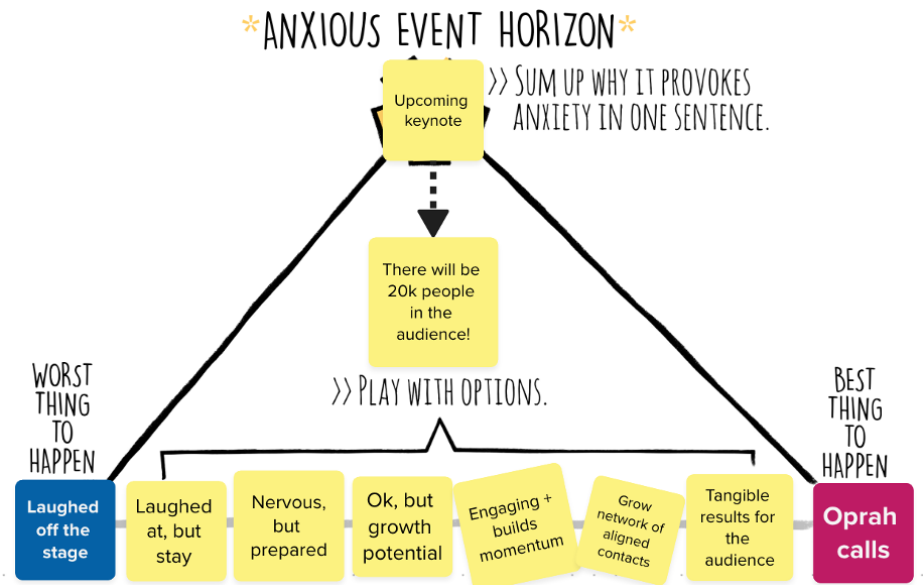 *ANXIOUS EVENT HORIZON*
Upcoming
keynote
>> SUM UP WHY IT PROVOKES
ANXIETY IN ONE SENTENCE.
There will be
20k people
in the
audience!
>> PLAY WITH OPTIONS.
WORST
THING
TO
HAPPEN
BEST
THING
TO
HAPPEN
Laughed
off the
stage
Laughed
at, but
stay
Nervous,
but
prepared
Ok, but
growth
potential
Engaging +
builds
momentum
Grow
network of
aligned
contacts
Tangible
results for
the
audience
Oprah
calls